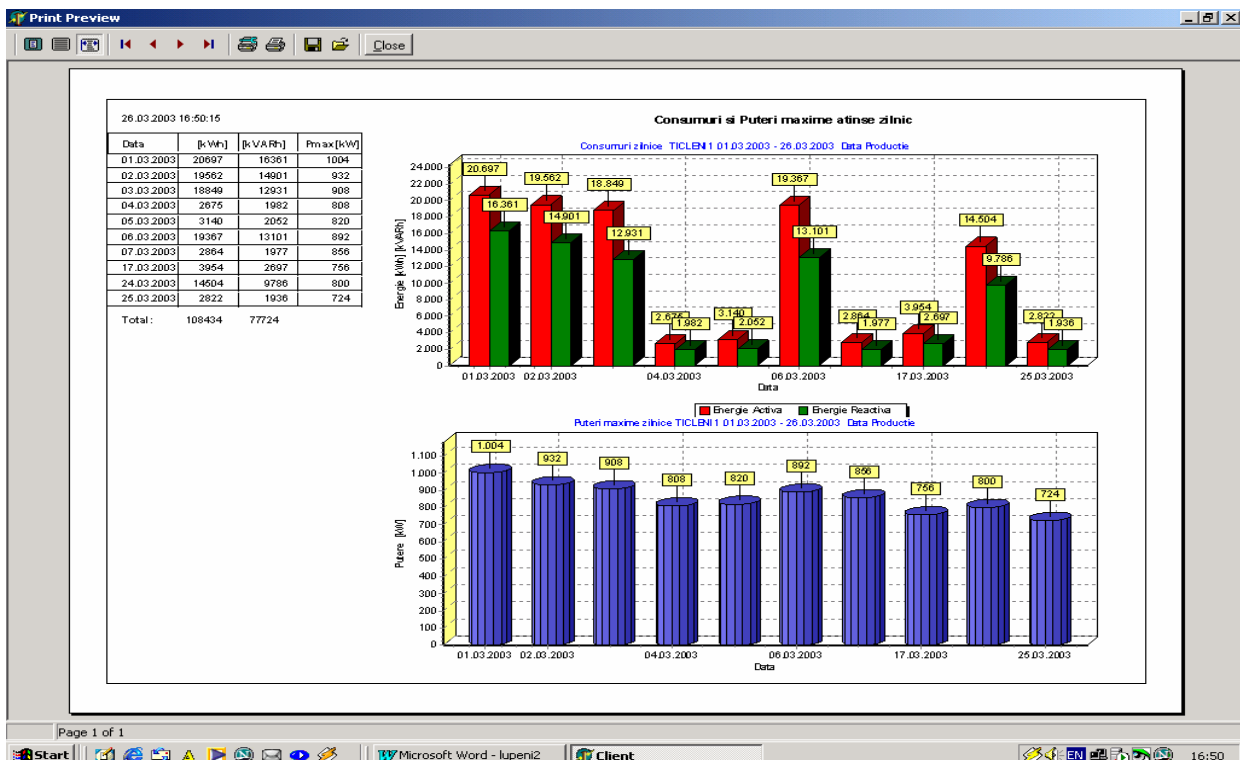 Print Preview
Close
26.03.2003 16:50:15
Data [kWh] [kVARh] Pmax[kW]
01.03.2003 20697 16361 1004
02.03.2003 19562 14901 932
03.03.2003 18849 12931 908
04.03.2003 2675 1982 808
05.03.2003 3140 2052 820
06.03.2003 19367 13101 892
07.03.2003 2864 1977 856
17.03.2003 3954 2697 756
24.03.2003 14504 9786 800
25.03.2003 2822 1936 724
Total : 108434 77724
Consumuri si Puteri maxime atinse zilnic
Consumuri zilnice TICLENI1 01.03.2003 - 26.03.2003 Data Productie
Energie [kWh] [kVARh]
24.000
22.000
20.000
18.000
16.000
14.000
12.000
10.000
8.000
6.000
4.000
2.000
0
20.697
16.361
19.562
14.901
18.849
12.931
2.675
1.982
3.140
2.052
19.367
13.101
2.864
1.977
3.954
2.697
14.504
9.786
2.822
1.936
01.03.2003 02.03.2003 04.03.2003 06.03.2003 17.03.2003 25.03.2003
Data
Energie Activa Energie Reactiva
Puteri maxime zilnice TICLENI1 01.03.2003 - 26.03.2003 Data Productie
Putere [kW]
1.100
1.000
900
800
700
600
500
400
300
200
100
0
1.004
932
908
808
820
892
856
756
800
724
01.03.2003 02.03.2003 04.03.2003 06.03.2003 17.03.2003 25.03.2003
Data
Page 1 of 1
Start
Microsoft Word - lupeni2
Client
EN
16:50